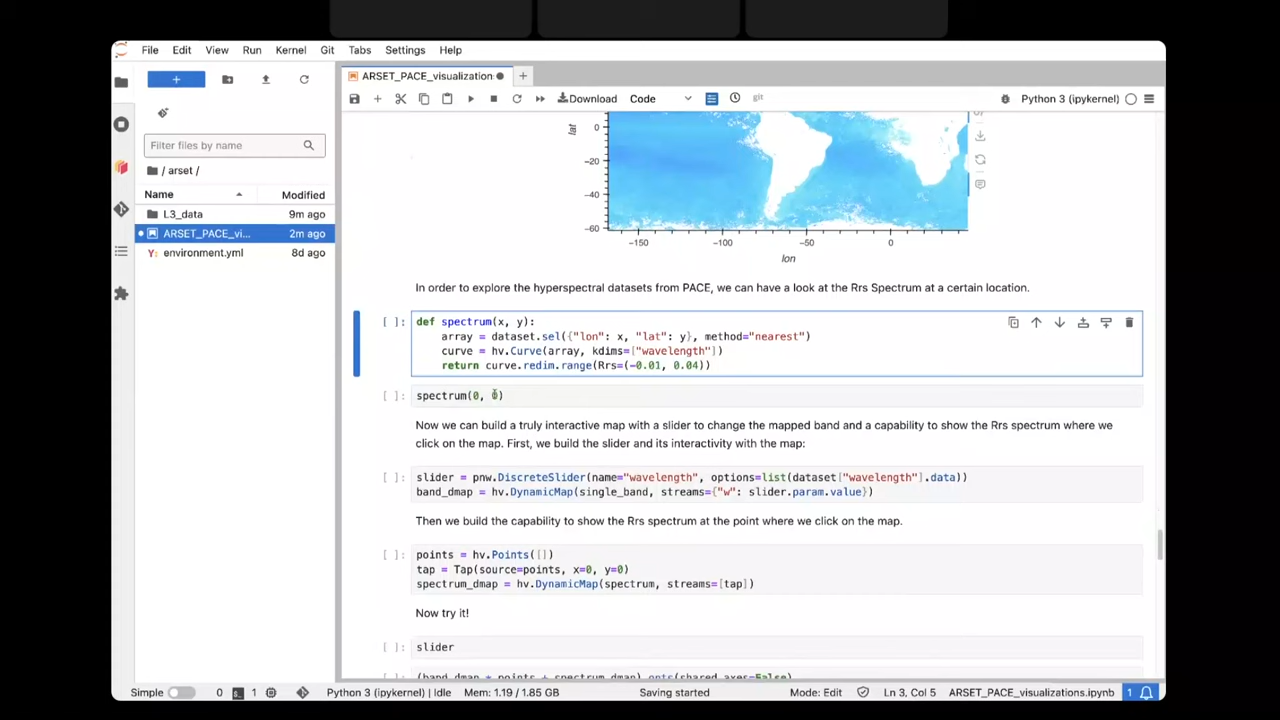 File Edit View Run Kernel Git Tabs Settings Help
ARSET_PACE_visualization
Download Code git Python 3 (ipykernel)
Filter files by name
/ arset /
Name Modified
L3_data 9m ago
ARSET_PACE_vi... 2m ago
Y: environment.yml 8d ago
lat
0
−20
−40
−60
−150 −100 −50 0
lon
In order to explore the hyperspectral datasets from PACE, we can have a look at the Rrs Spectrum at a certain location.
[ ]: def spectrum(x, y):
array = dataset.sel({"lon": x, "lat": y}, method="nearest")
curve = hv.Curve(array, kdims=["wavelength"])
return curve.redim.range(Rrs=(-0.01, 0.04))
[ ]: spectrum(0, 0)
Now we can build a truly interactive map with a slider to change the mapped band and a capability to show the Rrs spectrum where we
click on the map. First, we build the slider and its interactivity with the map:
[ ]: slider = pnw.DiscreteSlider(name="wavelength", options=list(dataset["wavelength"].data))
band_dmap = hv.DynamicMap(single_band, streams={"w": slider.param.value})
Then we build the capability to show the Rrs spectrum at the point where we click on the map.
[ ]: points = hv.Points([])
tap = Tap(source=points, x=0, y=0)
spectrum_dmap = hv.DynamicMap(spectrum, streams=[tap])
Now try it!
[ ]: slider
[ ]: (band_dmap * points + spectrum_dmap).opts(shared_axes=False)
Simple 0 1 Python 3 (ipykernel) | Idle Mem: 1.19 / 1.85 GB Saving started Mode: Edit Ln 3, Col 5 ARSET_PACE_visualizations.ipynb 1